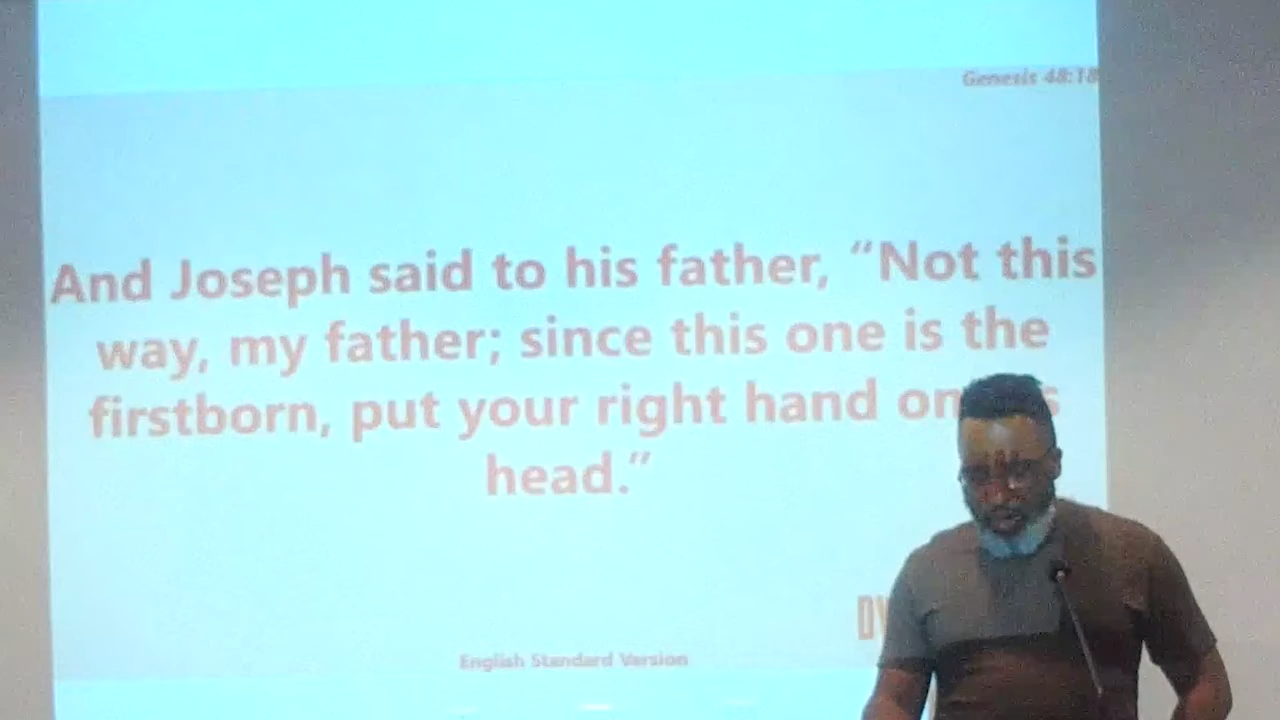 Genesis 48:18
And Joseph said to his father, “Not this
way, my father; since this one is the
firstborn, put your right hand on
head.”
English Standard Version